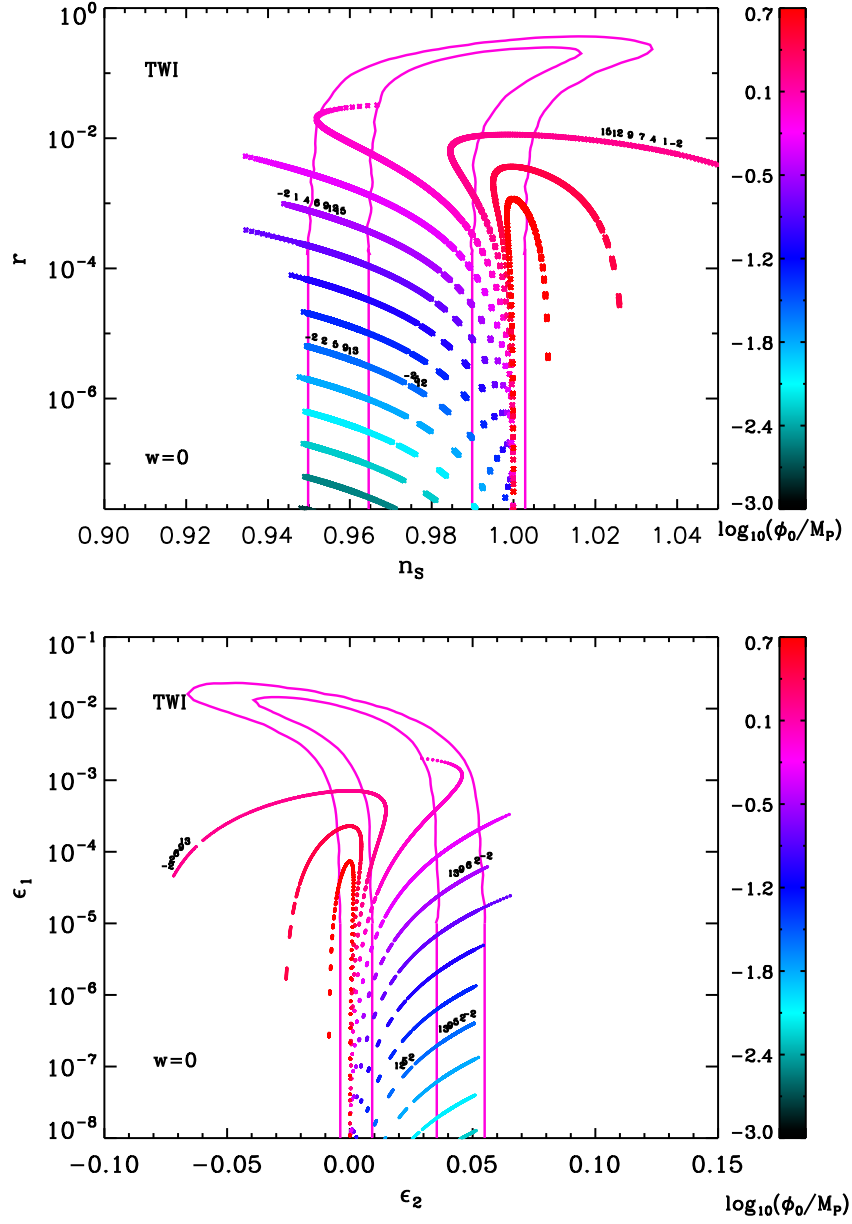 10⁰
TWI
10⁻²
r
10⁻⁴
10⁻⁶
w=0
0.90 0.92 0.94 0.96 0.98 1.00 1.02 1.04
n_S
0.7
0.1
-0.5
-1.2
-1.8
-2.4
-3.0
log₁₀(ϕ₀/M_P)
10⁻¹
TWI
10⁻²
10⁻³
10⁻⁴
ϵ₁
10⁻⁵
10⁻⁶
10⁻⁷
w=0
10⁻⁸
-0.10 -0.05 0.00 0.05 0.10 0.15
ϵ₂
0.7
0.1
-0.5
-1.2
-1.8
-2.4
-3.0
log₁₀(ϕ₀/M_P)